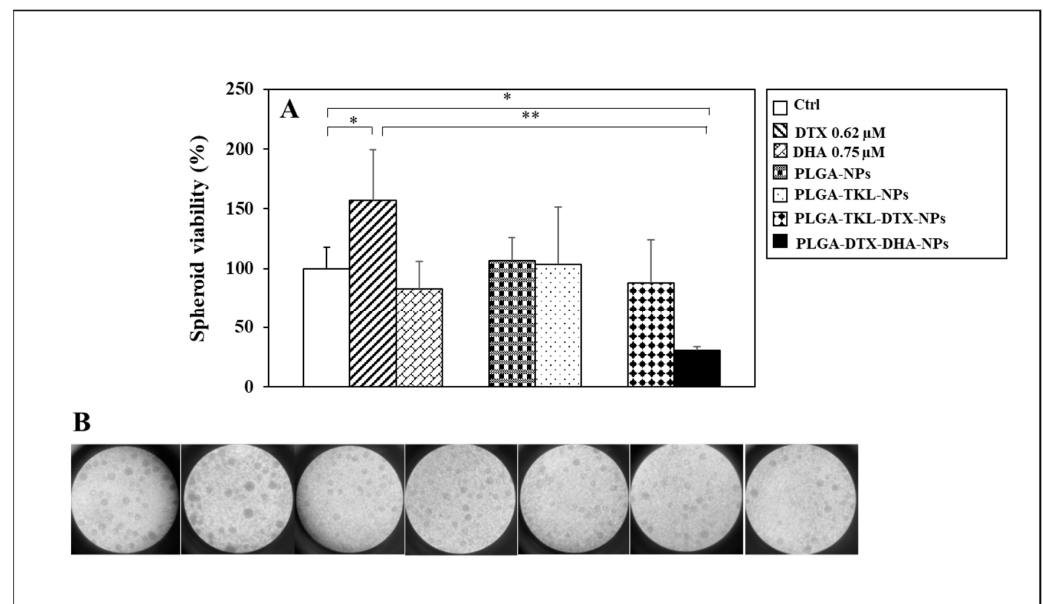 A
Spheroid viability (%)
250
200
150
100
50
0
*
*
**
Ctrl
DTX 0.62 µM
DHA 0.75 µM
PLGA-NPs
PLGA-TKL-NPs
PLGA-TKL-DTX-NPs
PLGA-DTX-DHA-NPs
B